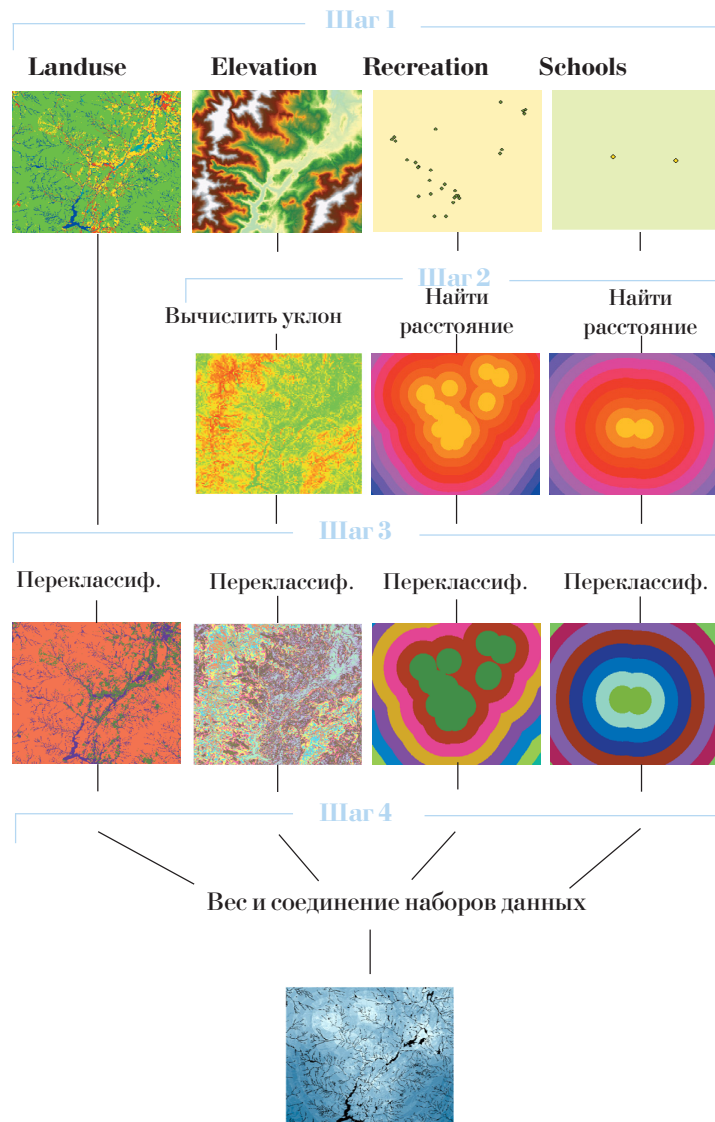 Шаг 1
Landuse Elevation Recreation Schools
Шаг 2
Вычислить уклон
Найти
расстояние
Найти
расстояние
Шаг 3
Переклассиф. Переклассиф. Переклассиф. Переклассиф.
Шаг 4
Вес и соединение наборов данных